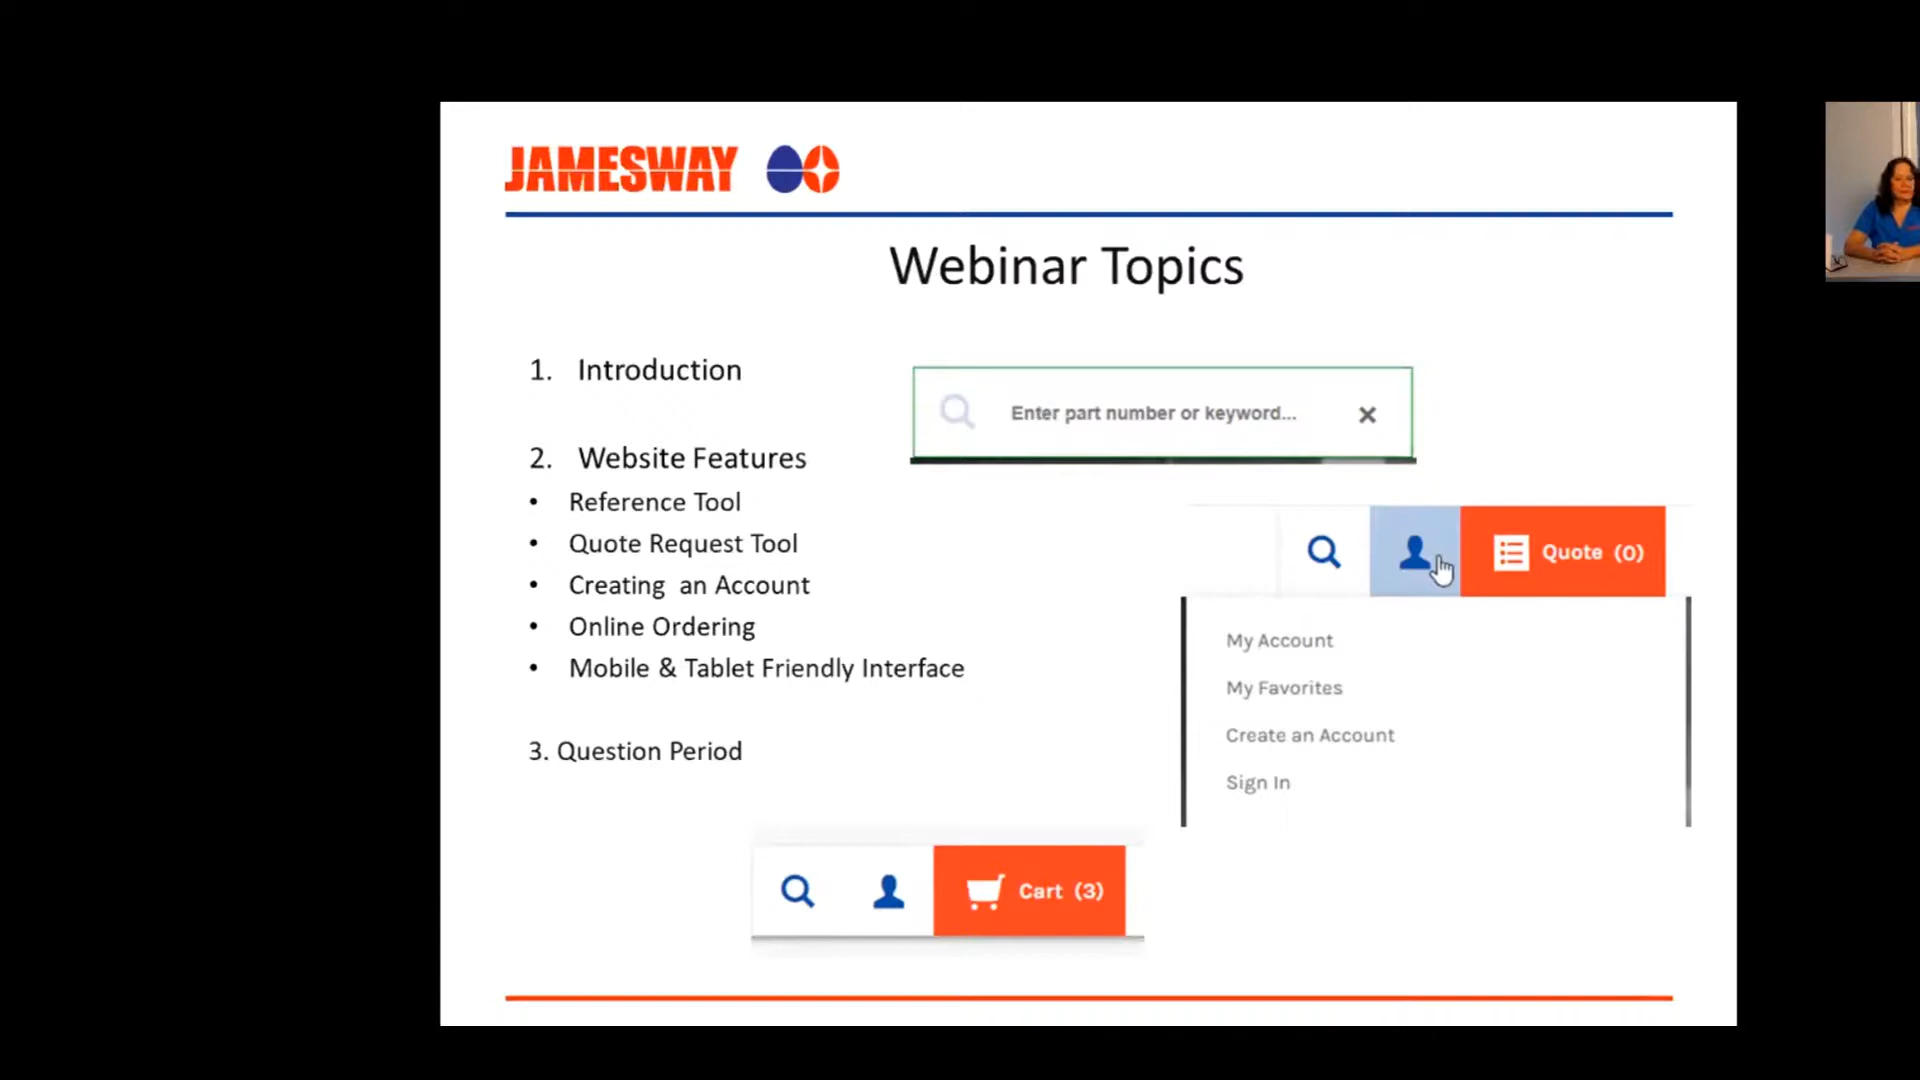 JAMESWAY
Webinar Topics
1. Introduction
Enter part number or keyword...
2. Website Features
• Reference Tool
• Quote Request Tool
• Creating an Account
• Online Ordering
• Mobile & Tablet Friendly Interface
3. Question Period
Quote (0)
My Account
My Favorites
Create an Account
Sign In
Cart (3)